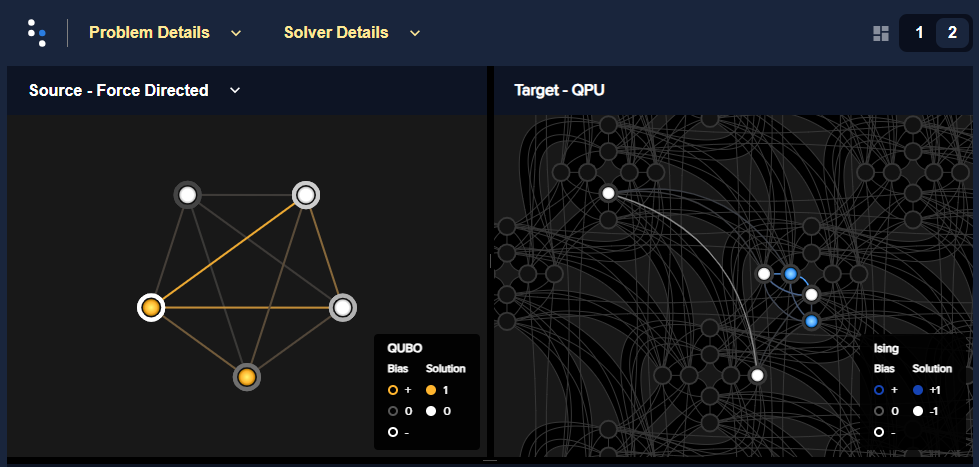 Problem Details
Solver Details
1 2
Source - Force Directed
Target - QPU
QUBO
Bias Solution
+ 1
0 0
-
Ising
Bias Solution
+ +1
0 -1
-